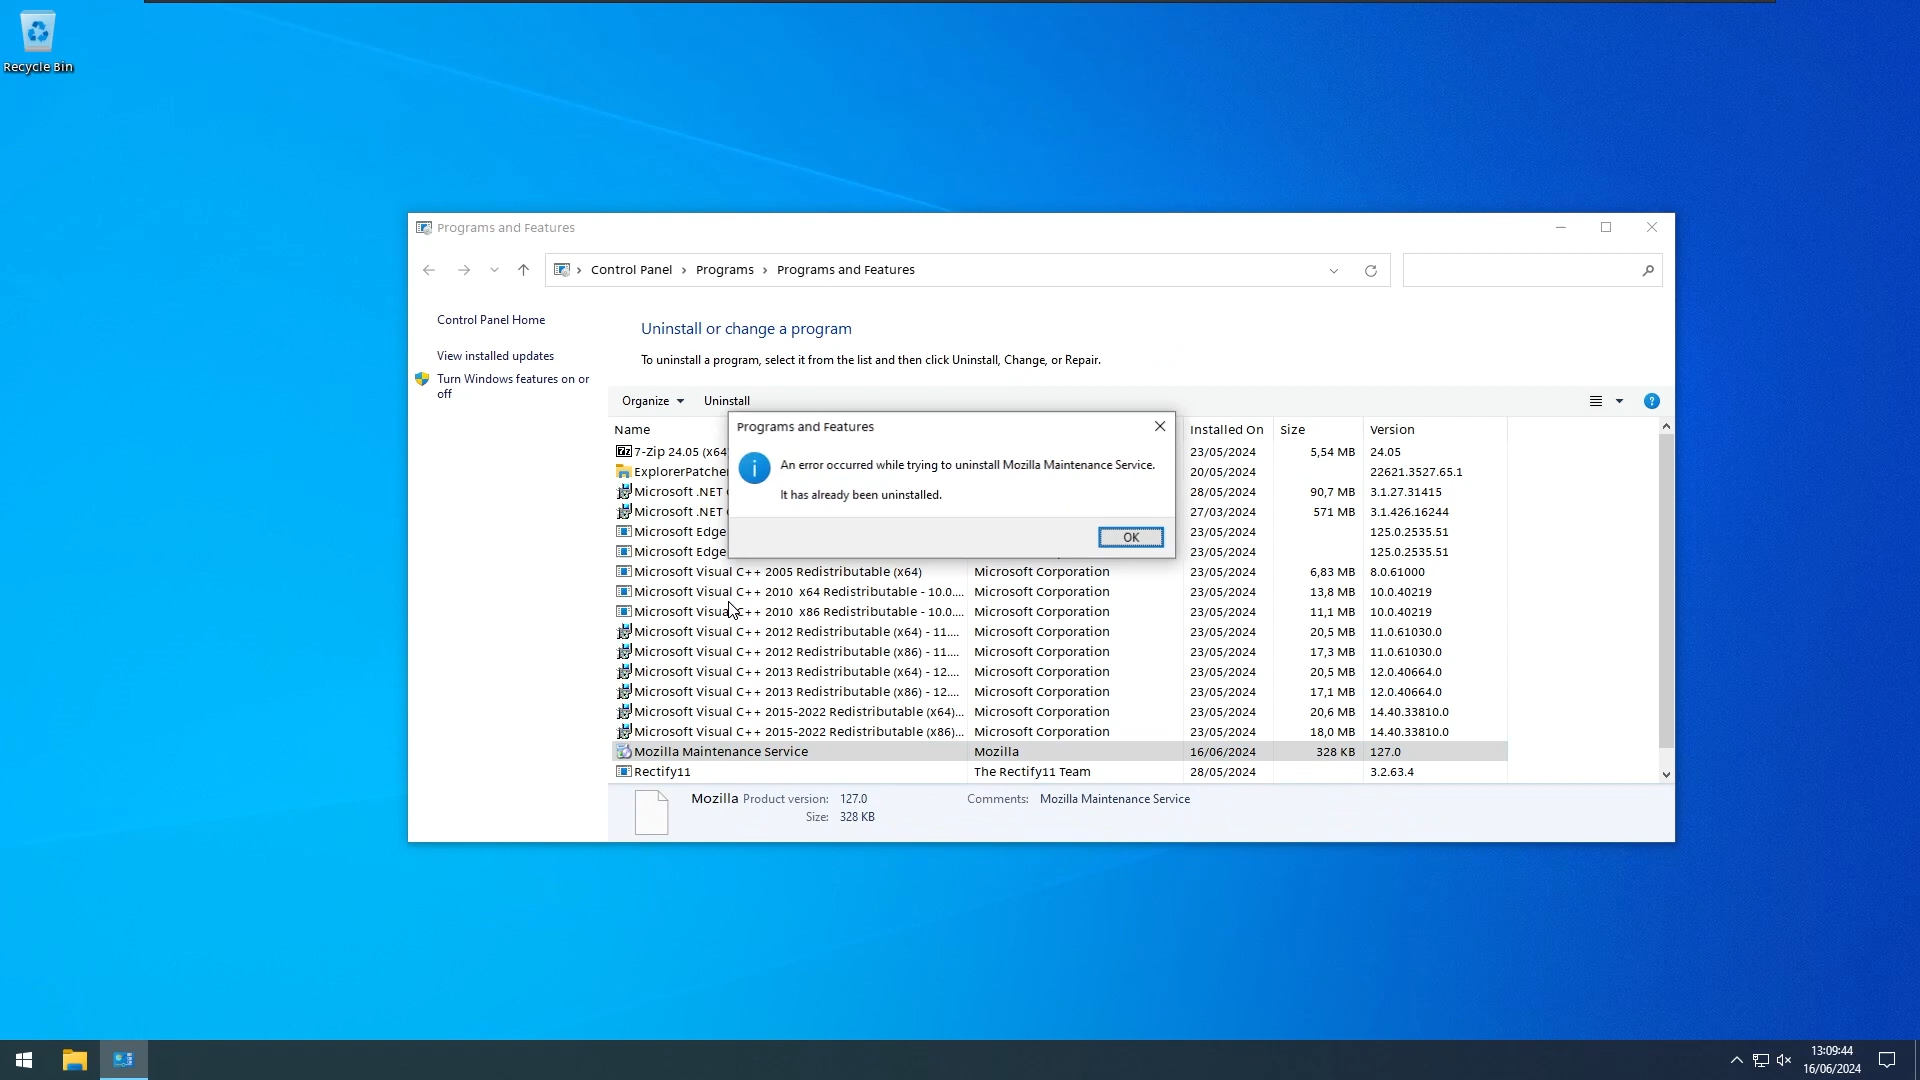 Recycle Bin
Programs and Features
Control Panel > Programs > Programs and Features
Control Panel Home
View installed updates
Turn Windows features on or
off
Uninstall or change a program
To uninstall a program, select it from the list and then click Uninstall, Change, or Repair.
Organize Uninstall
Programs and Features
An error occurred while trying to uninstall Mozilla Maintenance Service.
It has already been uninstalled.
OK
Name Installed On Size Version
7-Zip 24.05 (x64 23/05/2024 5,54 MB 24.05
ExplorerPatche 20/05/2024 22621.3527.65.1
Microsoft .NET 28/05/2024 90,7 MB 3.1.27.31415
Microsoft .NET 27/03/2024 571 MB 3.1.426.16244
Microsoft Edge 23/05/2024 125.0.2535.51
Microsoft Edge 23/05/2024 125.0.2535.51
Microsoft Visual C++ 2005 Redistributable (x64) Microsoft Corporation 23/05/2024 6,83 MB 8.0.61000
Microsoft Visual C++ 2010 x64 Redistributable - 10.0.... Microsoft Corporation 23/05/2024 13,8 MB 10.0.40219
Microsoft Visual C++ 2010 x86 Redistributable - 10.0.... Microsoft Corporation 23/05/2024 11,1 MB 10.0.40219
Microsoft Visual C++ 2012 Redistributable (x64) - 11.... Microsoft Corporation 23/05/2024 20,5 MB 11.0.61030.0
Microsoft Visual C++ 2012 Redistributable (x86) - 11.... Microsoft Corporation 23/05/2024 17,3 MB 11.0.61030.0
Microsoft Visual C++ 2013 Redistributable (x64) - 12.... Microsoft Corporation 23/05/2024 20,5 MB 12.0.40664.0
Microsoft Visual C++ 2013 Redistributable (x86) - 12.... Microsoft Corporation 23/05/2024 17,1 MB 12.0.40664.0
Microsoft Visual C++ 2015-2022 Redistributable (x64)... Microsoft Corporation 23/05/2024 20,6 MB 14.40.33810.0
Microsoft Visual C++ 2015-2022 Redistributable (x86)... Microsoft Corporation 23/05/2024 18,0 MB 14.40.33810.0
Mozilla Maintenance Service Mozilla 16/06/2024 328 KB 127.0
Rectify11 The Rectify11 Team 28/05/2024 3.2.63.4
Mozilla Product version: 127.0 Comments: Mozilla Maintenance Service
Size: 328 KB
13:09:44
16/06/2024